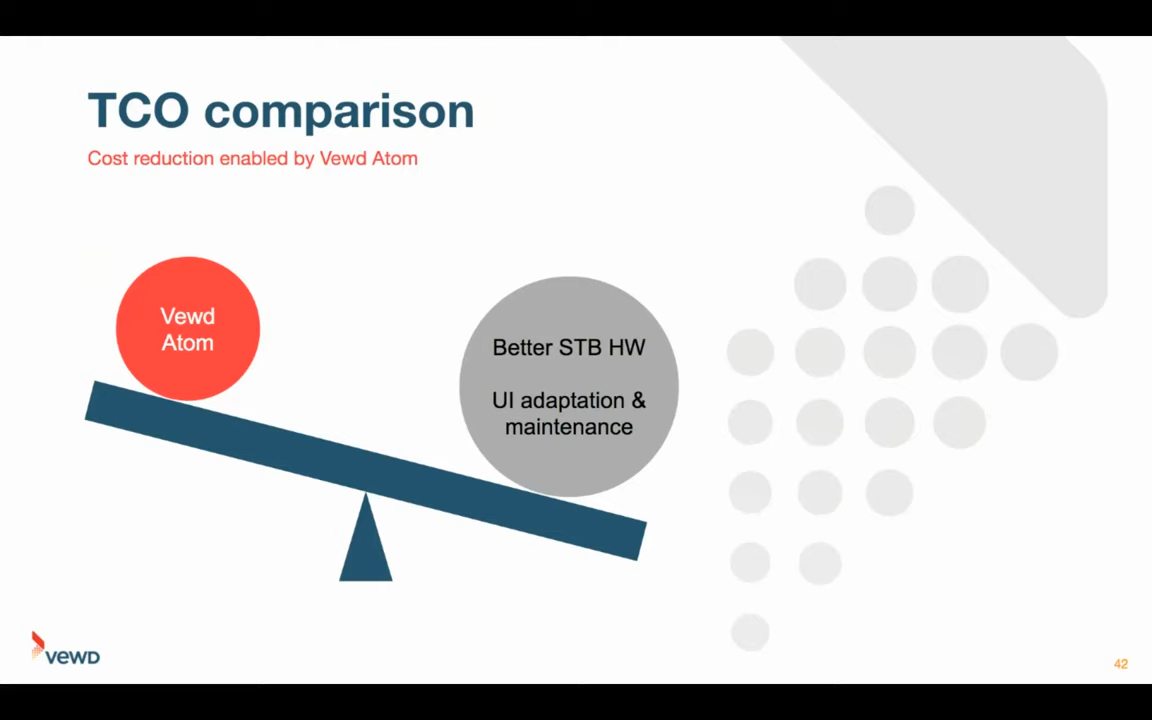 TCO comparison
Cost reduction enabled by Vewd Atom
Vewd
Atom
Better STB HW
UI adaptation &
maintenance
vewd
42